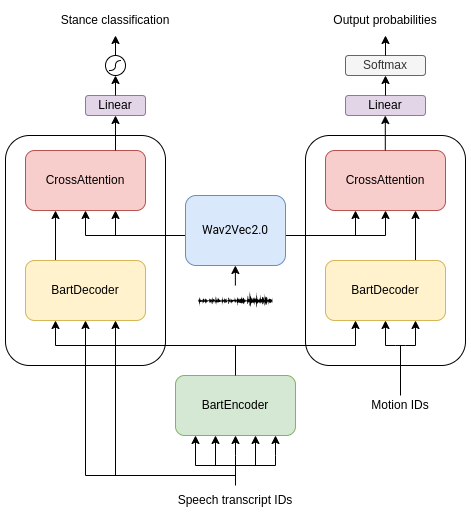 Stance classification
Output probabilities
Softmax
Linear
Linear
CrossAttention
CrossAttention
Wav2Vec2.0
BartDecoder
BartDecoder
BartEncoder
Motion IDs
Speech transcript IDs